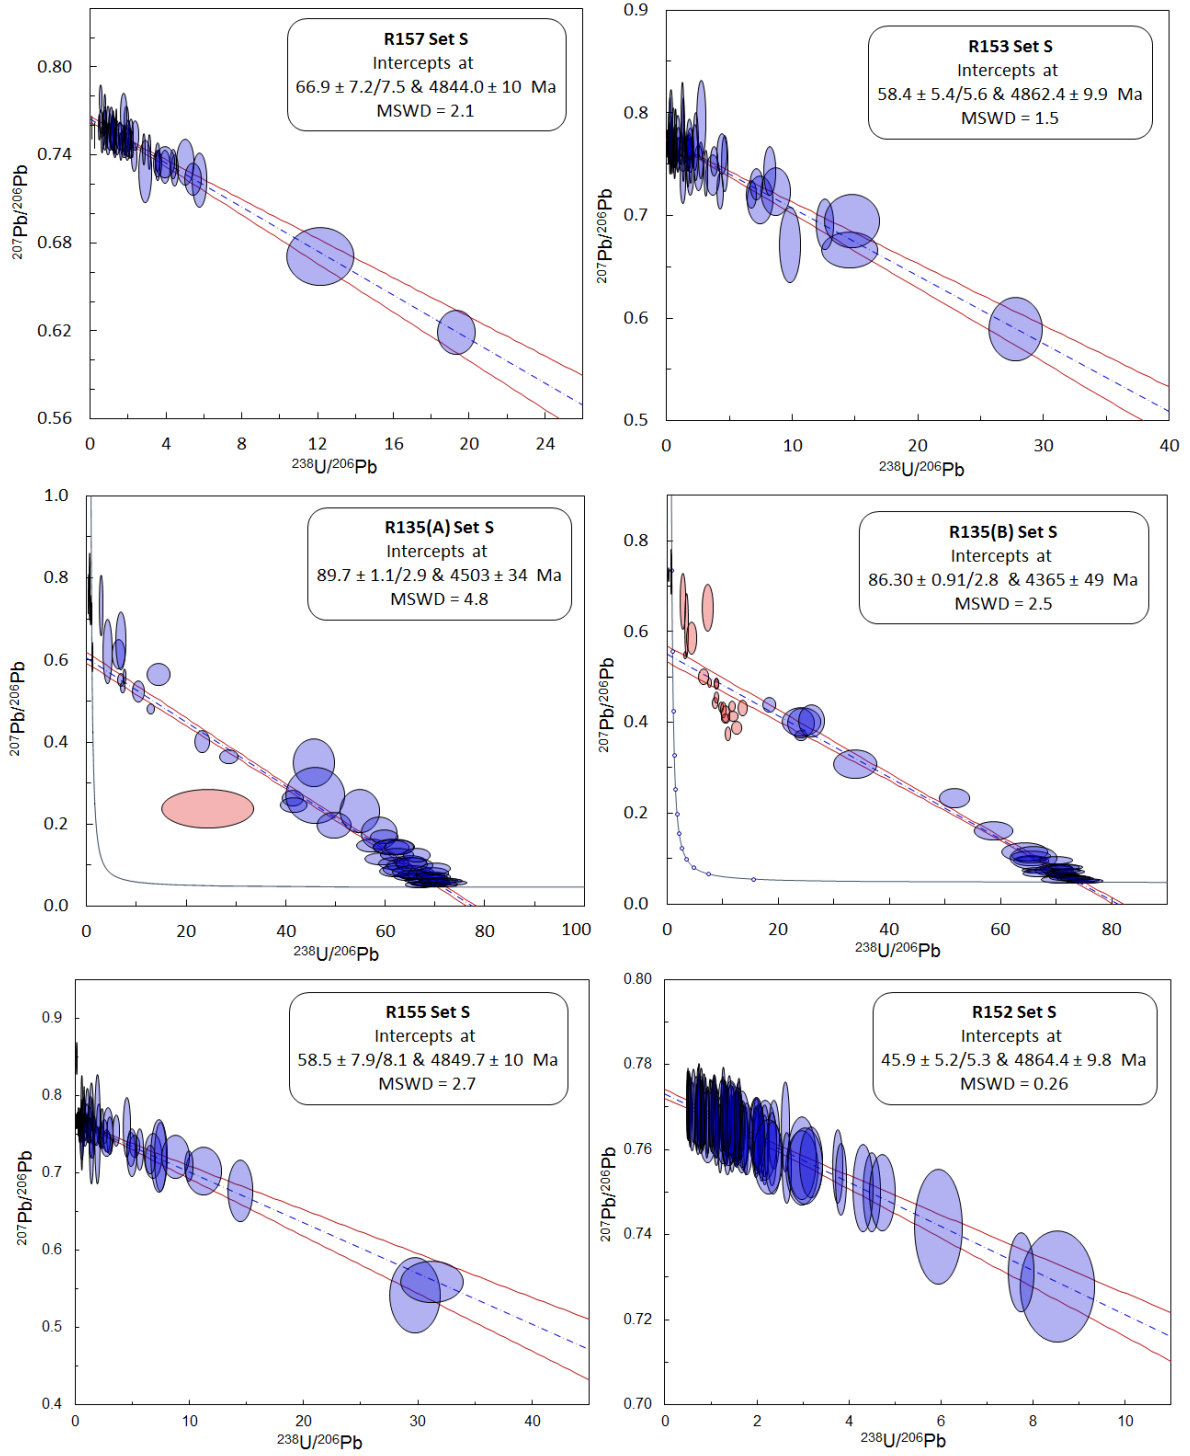 R157 Set S
Intercepts at
66.9 ± 7.2/7.5 & 4844.0 ± 10 Ma
MSWD = 2.1
0.80
0.74
0.68
0.62
0.56
207Pb/206Pb
0 4 8 12 16 20 24
238U/206Pb
R153 Set S
Intercepts at
58.4 ± 5.4/5.6 & 4862.4 ± 9.9 Ma
MSWD = 1.5
0.9
0.8
0.7
0.6
0.5
207Pb/206Pb
0 10 20 30 40
238U/206Pb
R135(A) Set S
Intercepts at
89.7 ± 1.1/2.9 & 4503 ± 34 Ma
MSWD = 4.8
1.0
0.8
0.6
0.4
0.2
0.0
207Pb/206Pb
0 20 40 60 80 100
238U/206Pb
R135(B) Set S
Intercepts at
86.30 ± 0.91/2.8 & 4365 ± 49 Ma
MSWD = 2.5
0.8
0.6
0.4
0.2
0.0
207Pb/206Pb
0 20 40 60 80
238U/206Pb
R155 Set S
Intercepts at
58.5 ± 7.9/8.1 & 4849.7 ± 10 Ma
MSWD = 2.7
0.9
0.8
0.7
0.6
0.5
0.4
207Pb/206Pb
0 10 20 30 40
238U/206Pb
R152 Set S
Intercepts at
45.9 ± 5.2/5.3 & 4864.4 ± 9.8 Ma
MSWD = 0.26
0.80
0.78
0.76
0.74
0.72
0.70
207Pb/206Pb
0 2 4 6 8 10
238U/206Pb